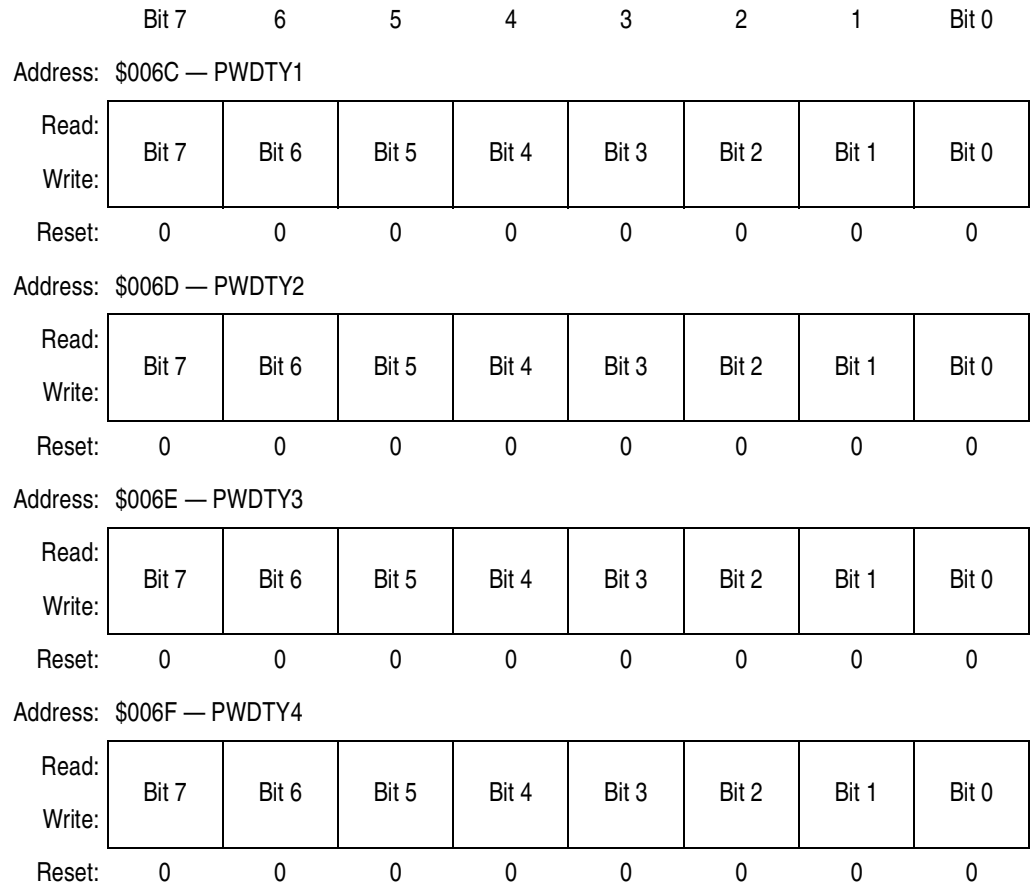 Bit 7 6 5 4 3 2 1 Bit 0
Address: $006C — PWDTY1
Read:
Bit 7 Bit 6 Bit 5 Bit 4 Bit 3 Bit 2 Bit 1 Bit 0
Write:
Reset: 0 0 0 0 0 0 0 0
Address: $006D — PWDTY2
Read:
Bit 7 Bit 6 Bit 5 Bit 4 Bit 3 Bit 2 Bit 1 Bit 0
Write:
Reset: 0 0 0 0 0 0 0 0
Address: $006E — PWDTY3
Read:
Bit 7 Bit 6 Bit 5 Bit 4 Bit 3 Bit 2 Bit 1 Bit 0
Write:
Reset: 0 0 0 0 0 0 0 0
Address: $006F — PWDTY4
Read:
Bit 7 Bit 6 Bit 5 Bit 4 Bit 3 Bit 2 Bit 1 Bit 0
Write:
Reset: 0 0 0 0 0 0 0 0